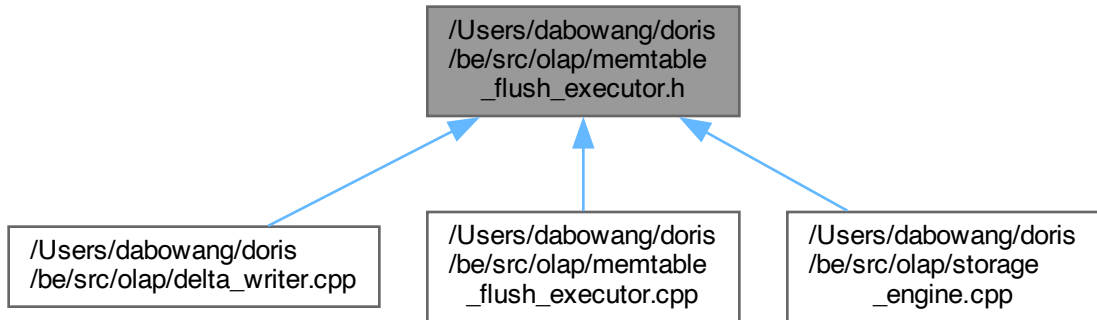 /Users/dabowang/doris
/be/src/olap/memtable
_flush_executor.h
/Users/dabowang/doris
/be/src/olap/delta_writer.cpp
/Users/dabowang/doris
/be/src/olap/memtable
_flush_executor.cpp
/Users/dabowang/doris
/be/src/olap/storage
_engine.cpp